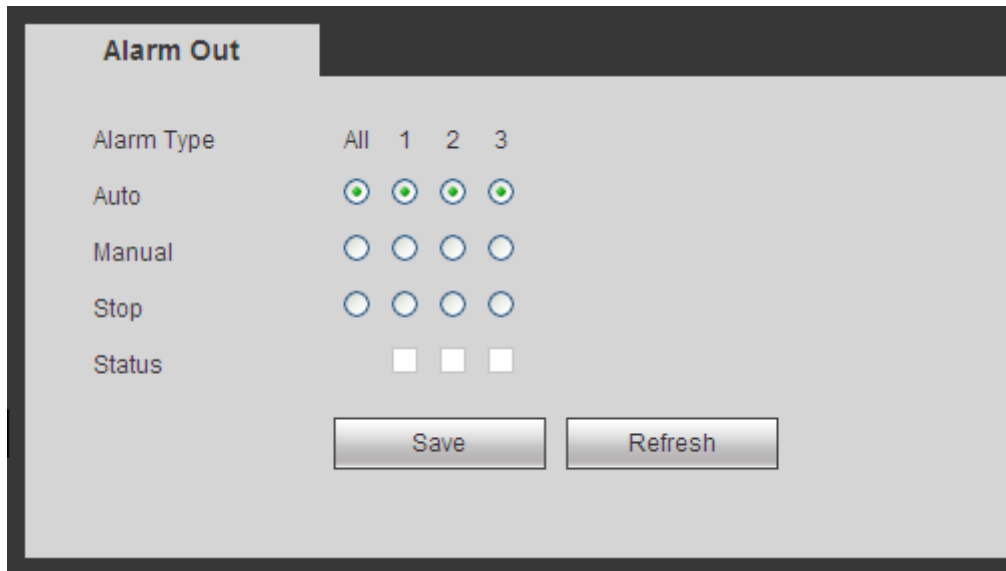 Alarm Out
Alarm Type All 1 2 3
Auto
Manual
Stop
Status
Save Refresh